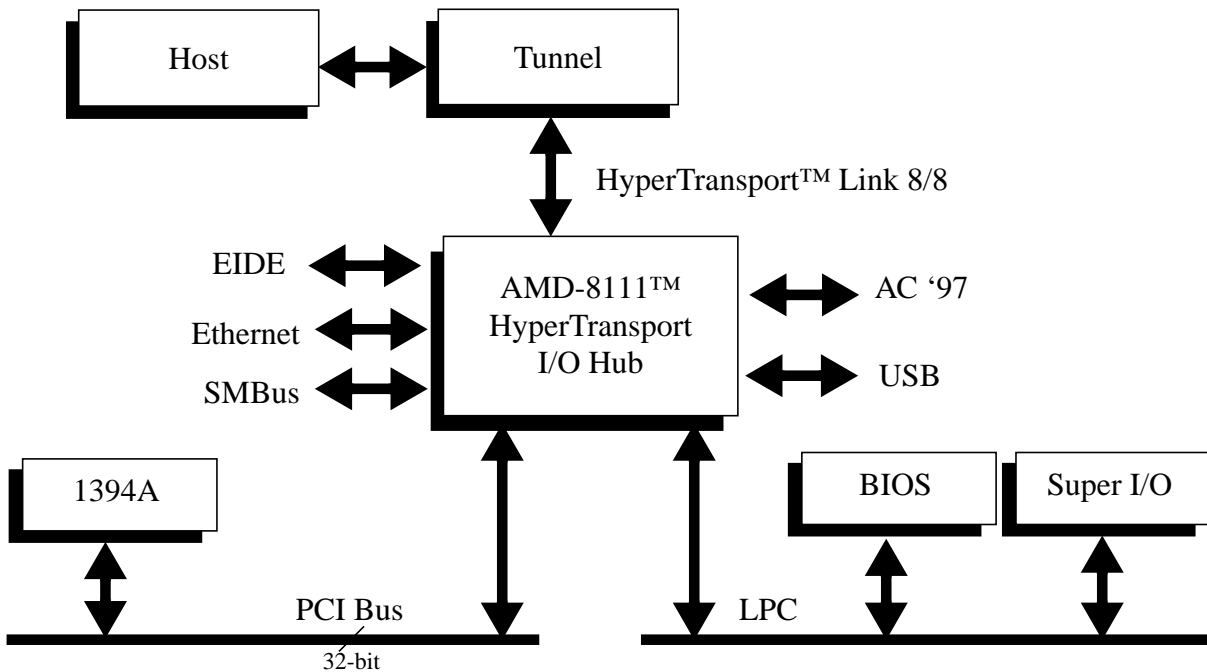 Host
Tunnel
HyperTransport™ Link 8/8
EIDE
Ethernet
SMBus
AMD-8111™
HyperTransport
I/O Hub
AC ‘97
USB
1394A
BIOS
Super I/O
PCI Bus
32-bit
LPC